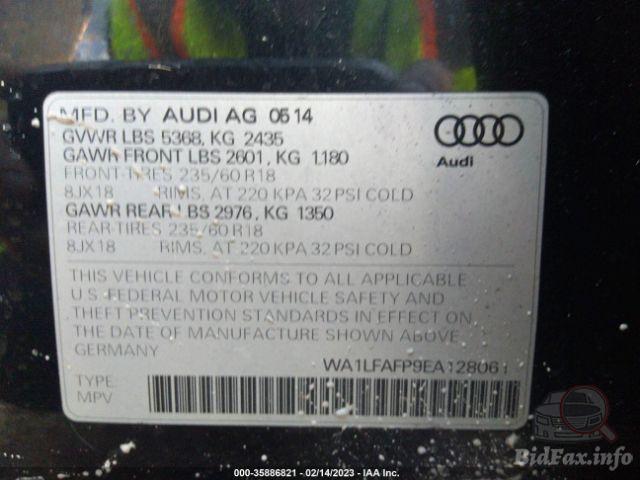 MFD. BY AUDI AG 0514
GVWR LBS 5368, KG 2435
GAWR FRONT LBS 2601, KG 1.180
FRONT-TIRES 235/60 R18
8JX18 RIMS, AT 220 KPA 32 PSI COLD
GAWR REAR LBS 2976, KG 1350
REAR-TIRES 235/60 R18
8JX18 RIMS, AT 220 KPA 32 PSI COLD
Audi
THIS VEHICLE CONFORMS TO ALL APPLICABLE
U.S. FEDERAL MOTOR VEHICLE SAFETY AND
THEFT PREVENTION STANDARDS IN EFFECT ON
THE DATE OF MANUFACTURE SHOWN ABOVE.
GERMANY
WA1LFAFP9EA128061
TYPE:
MPV
BidFax.info
000-35886821 - 02/14/2023 - IAA Inc.